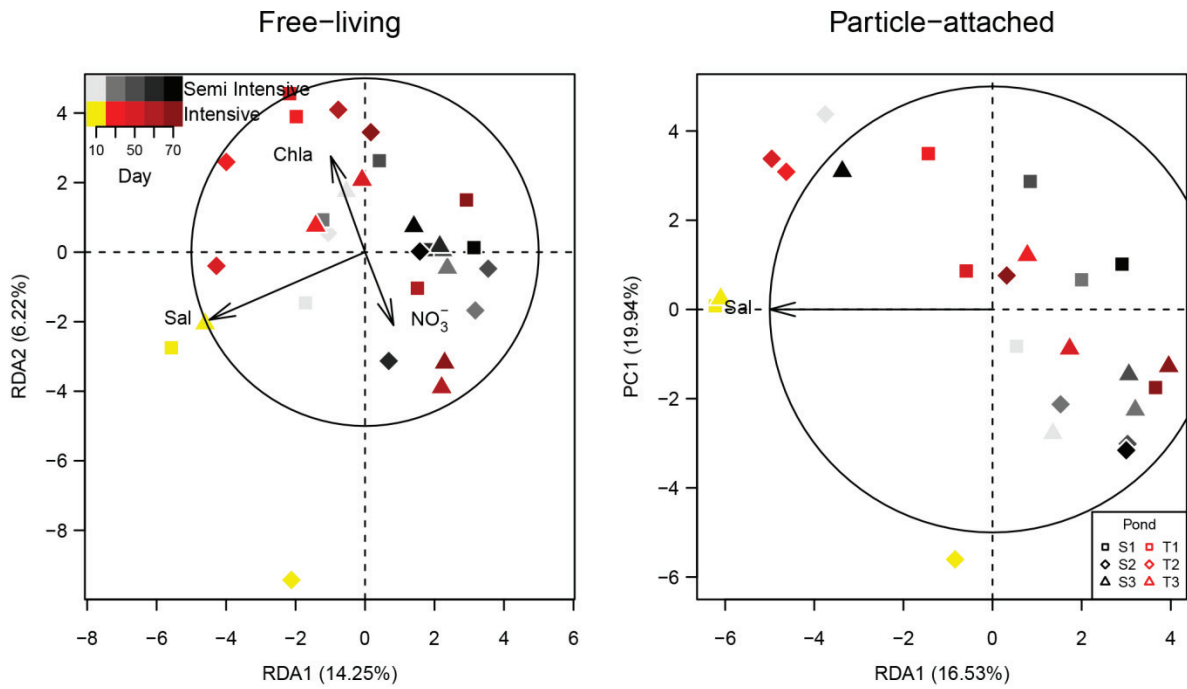 Free−living
Particle−attached
Semi Intensive
Intensive
10 50 70
Day
Chla
Sal
NO3−
4
2
0
−2
−4
−6
−8
RDA2 (6.22%)
−8 −6 −4 −2 0 2 4 6
RDA1 (14.25%)
Sal
4
2
0
−2
−4
−6
PC1 (19.94%)
−6 −4 −2 0 2 4
RDA1 (16.53%)
Pond
S1 T1
S2 T2
S3 T3